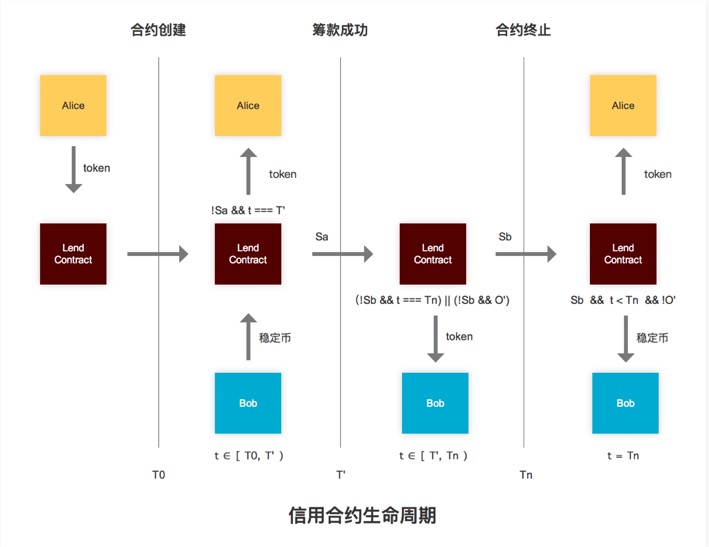 合约创建
筹款成功
合约终止
Alice
Alice
Alice
token
token
token
!Sa && t === T'
Lend
Contract
Lend
Contract
Sa
Lend
Contract
Sb
Lend
Contract
(!Sb && t === Tn) || (!Sb && O')
Sb && t < Tn && !O'
稳定币
token
稳定币
Bob
Bob
Bob
t ∈ [ T0, T' )
t ∈ [ T', Tn )
t = Tn
T0
T'
Tn
信用合约生命周期